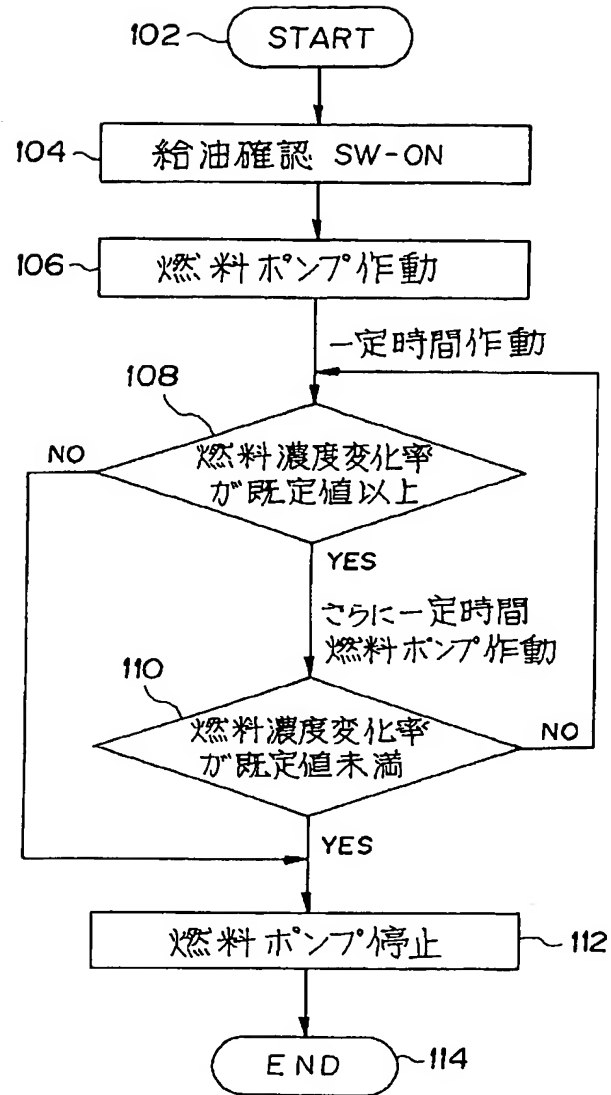 102
START
104
給油確認 SW-ON
106
燃料ポンプ作動
一定時間作動
108
NO
燃料濃度変化率
が既定値以上
YES
さらに一定時間
燃料ポンプ作動
110
燃料濃度変化率
が既定値未満
NO
YES
燃料ポンプ停止
112
END
114